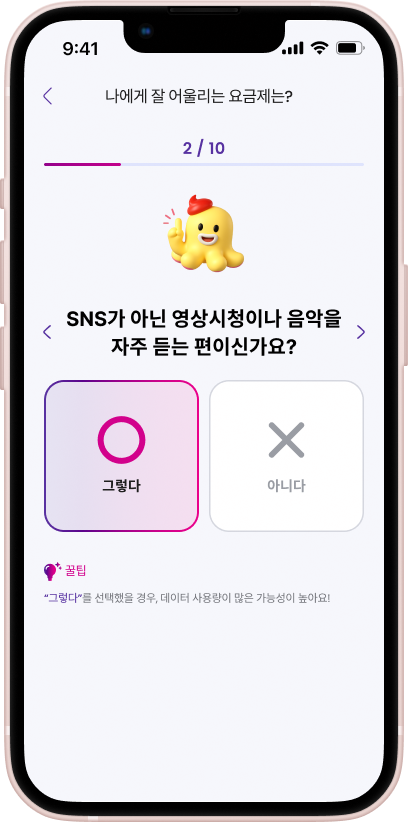 9:41
나에게 잘 어울리는 요금제는?
2 / 10
SNS가 아닌 영상시청이나 음악을
자주 듣는 편이신가요?
그렇다
아니다
꿀팁
“그렇다”를 선택했을 경우, 데이터 사용량이 많은 가능성이 높아요!